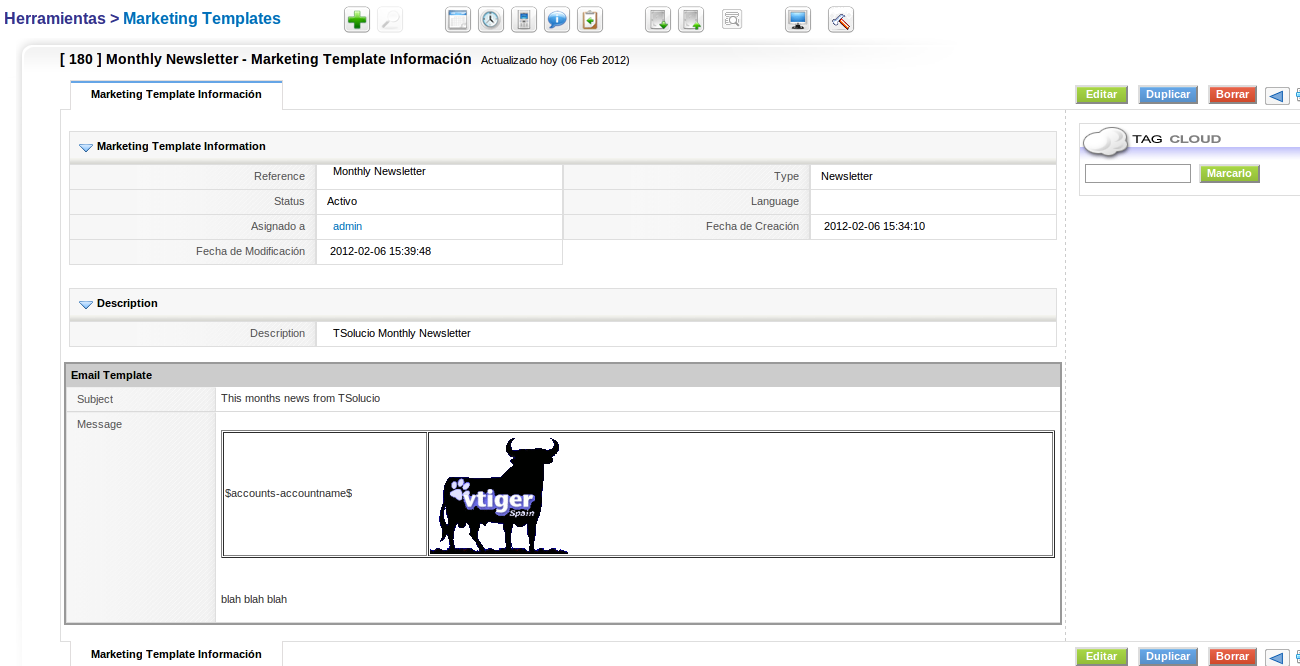 Herramientas > Marketing Templates
[ 180 ] Monthly Newsletter - Marketing Template Información Actualizado hoy (06 Feb 2012)
Marketing Template Información
Editar Duplicar Borrar
Marketing Template Information
TAG CLOUD
Marcarlo
Reference Monthly Newsletter Type Newsletter
Status Activo Language
Asignado a admin Fecha de Creación 2012-02-06 15:34:10
Fecha de Modificación 2012-02-06 15:39:48
Description
Description TSolucio Monthly Newsletter
Email Template
Subject This months news from TSolucio
Message
$accounts-accountname$
vtiger
Spain
blah blah blah
Marketing Template Información
Editar Duplicar Borrar